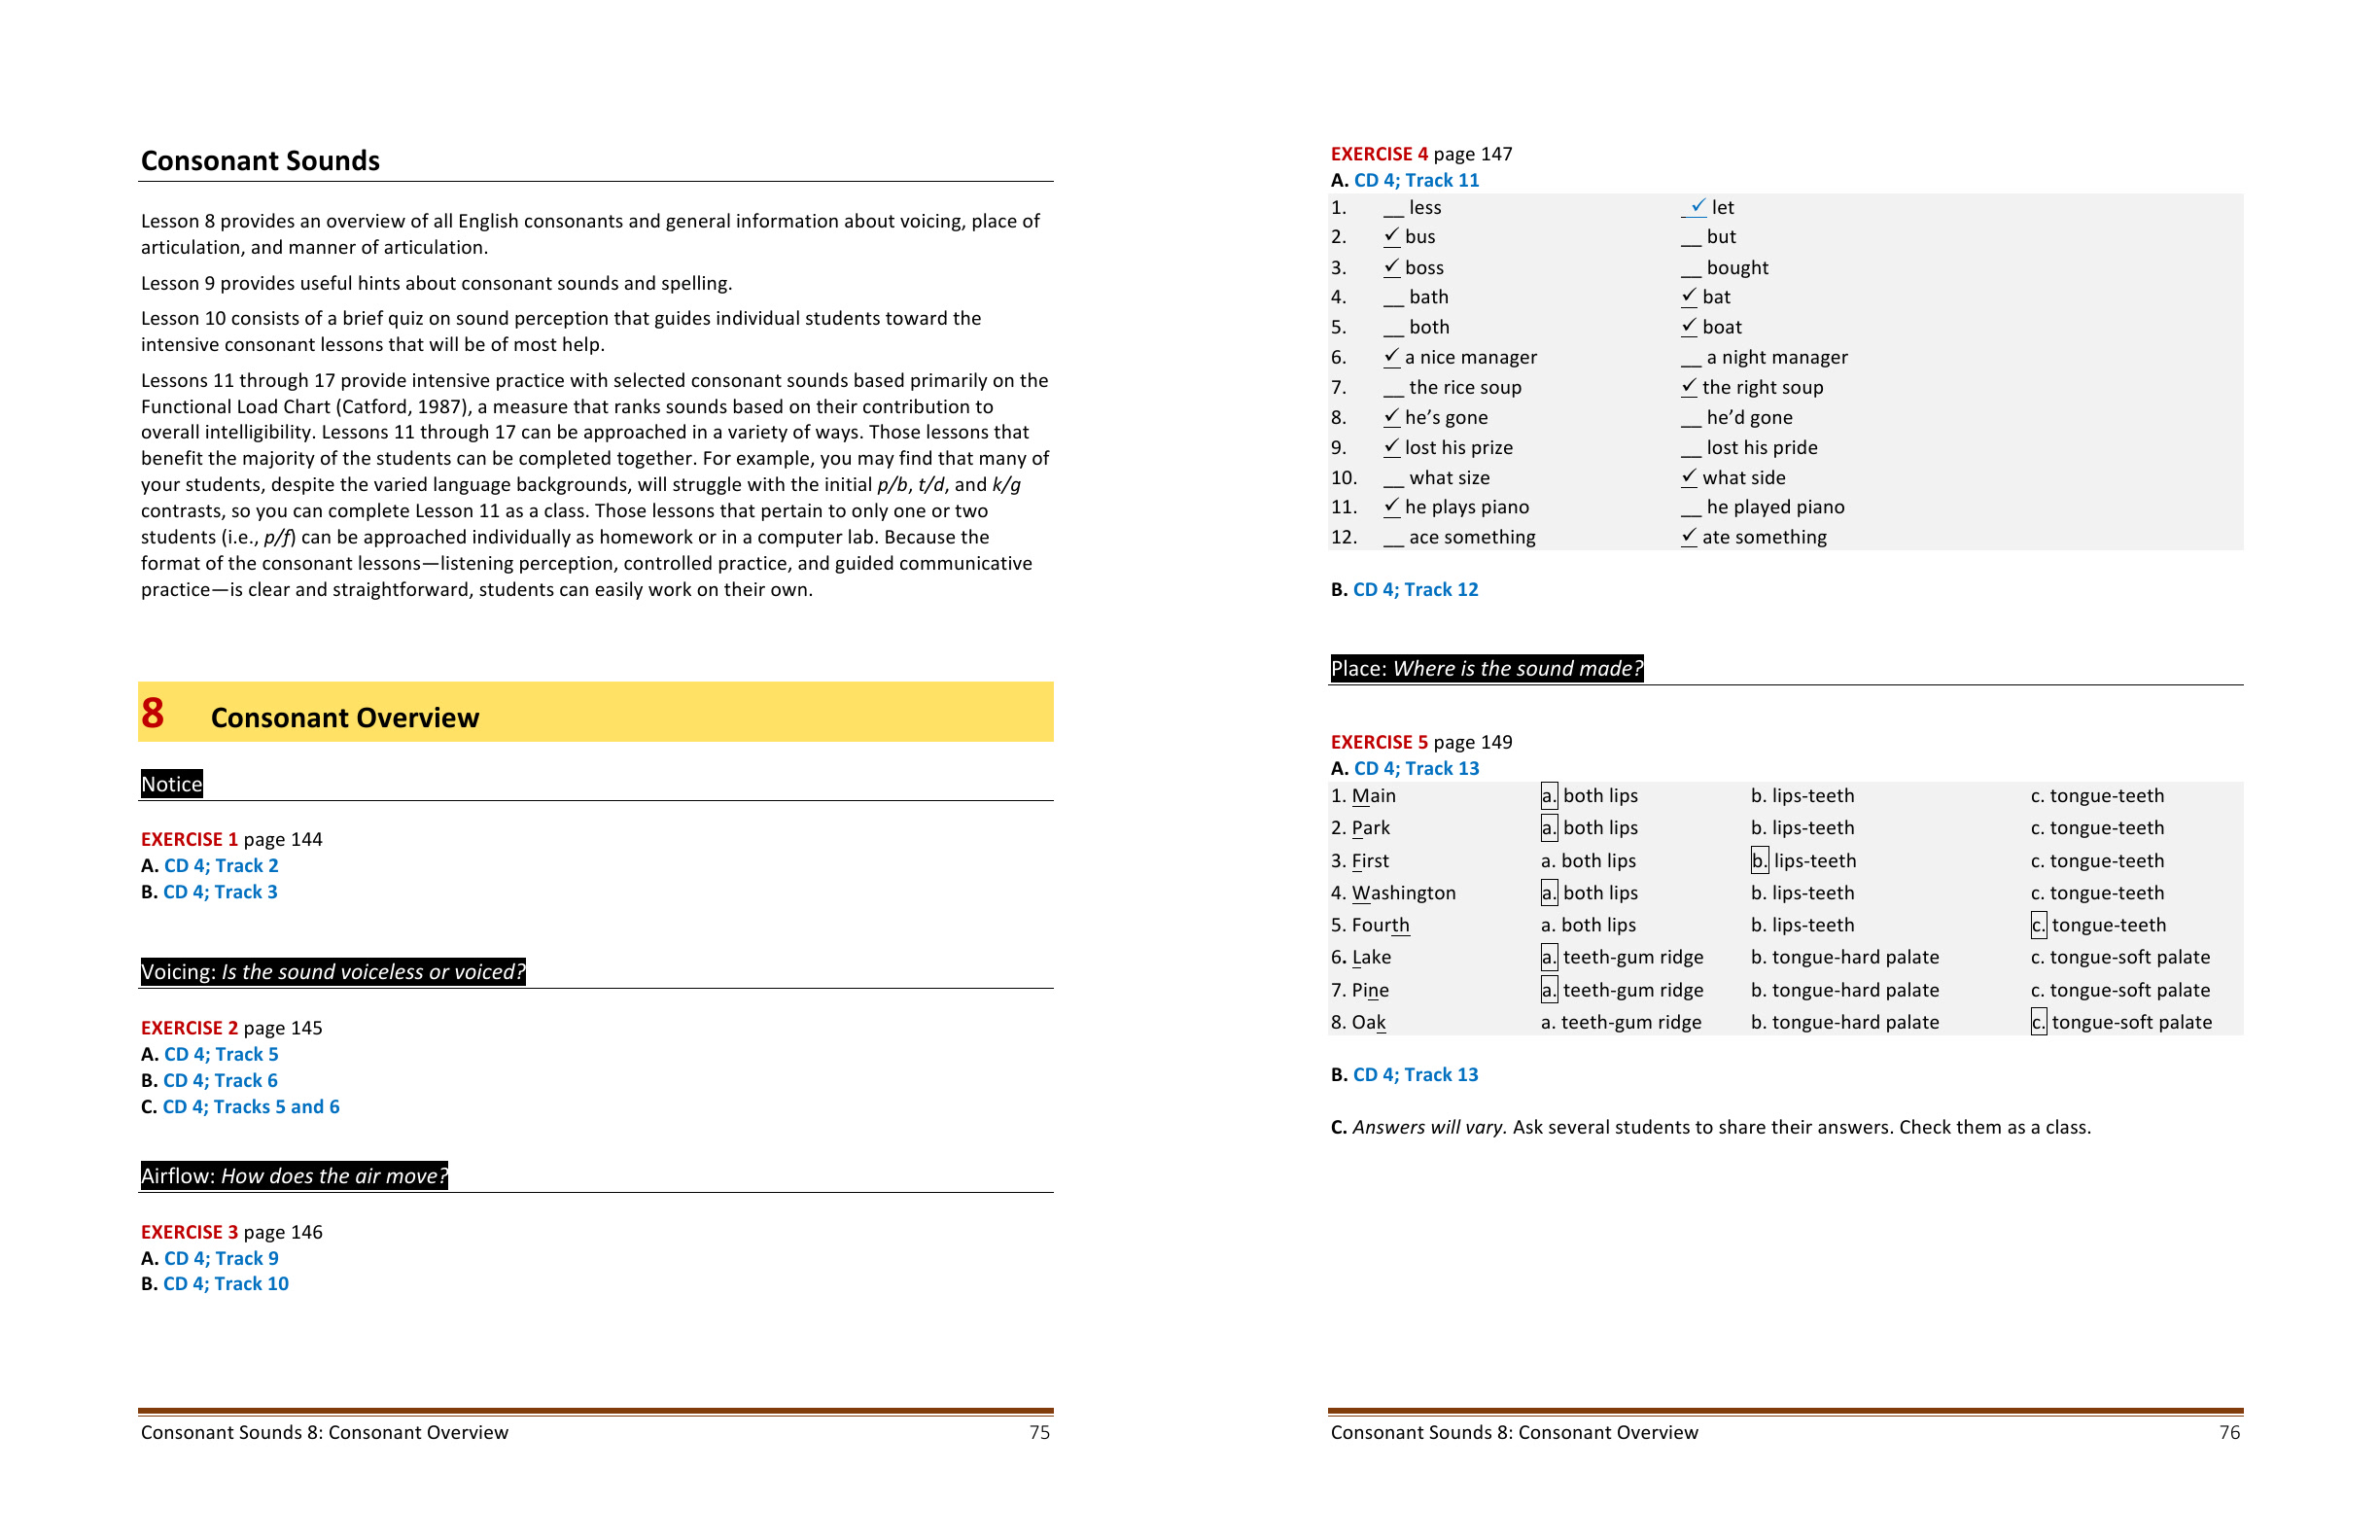 Consonant Sounds
Lesson 8 provides an overview of all English consonants and general information about voicing, place of
articulation, and manner of articulation.
Lesson 9 provides useful hints about consonant sounds and spelling.
Lesson 10 consists of a brief quiz on sound perception that guides individual students toward the
intensive consonant lessons that will be of most help.
Lessons 11 through 17 provide intensive practice with selected consonant sounds based primarily on the
Functional Load Chart (Catford, 1987), a measure that ranks sounds based on their contribution to
overall intelligibility. Lessons 11 through 17 can be approached in a variety of ways. Those lessons that
benefit the majority of the students can be completed together. For example, you may find that many of
your students, despite the varied language backgrounds, will struggle with the initial p/b, t/d, and k/g
contrasts, so you can complete Lesson 11 as a class. Those lessons that pertain to only one or two
students (i.e., p/f) can be approached individually as homework or in a computer lab. Because the
format of the consonant lessons—listening perception, controlled practice, and guided communicative
practice—is clear and straightforward, students can easily work on their own.
8 Consonant Overview
Notice
EXERCISE 1 page 144
A. CD 4; Track 2
B. CD 4; Track 3
Voicing: Is the sound voiceless or voiced?
EXERCISE 2 page 145
A. CD 4; Track 5
B. CD 4; Track 6
C. CD 4; Tracks 5 and 6
Airflow: How does the air move?
EXERCISE 3 page 146
A. CD 4; Track 9
B. CD 4; Track 10
Consonant Sounds 8: Consonant Overview 75
EXERCISE 4 page 147
A. CD 4; Track 11
1. __ less ✓ let
2. ✓ bus __ but
3. ✓ boss __ bought
4. __ bath ✓ bat
5. __ both ✓ boat
6. ✓ a nice manager __ a night manager
7. __ the rice soup ✓ the right soup
8. ✓ he’s gone __ he’d gone
9. ✓ lost his prize __ lost his pride
10. __ what size ✓ what side
11. ✓ he plays piano __ he played piano
12. __ ace something ✓ ate something
B. CD 4; Track 12
Place: Where is the sound made?
EXERCISE 5 page 149
A. CD 4; Track 13
1. Main a. both lips b. lips-teeth c. tongue-teeth
2. Park a. both lips b. lips-teeth c. tongue-teeth
3. First a. both lips b. lips-teeth c. tongue-teeth
4. Washington a. both lips b. lips-teeth c. tongue-teeth
5. Fourth a. both lips b. lips-teeth c. tongue-teeth
6. Lake a. teeth-gum ridge b. tongue-hard palate c. tongue-soft palate
7. Pine a. teeth-gum ridge b. tongue-hard palate c. tongue-soft palate
8. Oak a. teeth-gum ridge b. tongue-hard palate c. tongue-soft palate
B. CD 4; Track 13
C. Answers will vary. Ask several students to share their answers. Check them as a class.
Consonant Sounds 8: Consonant Overview 76